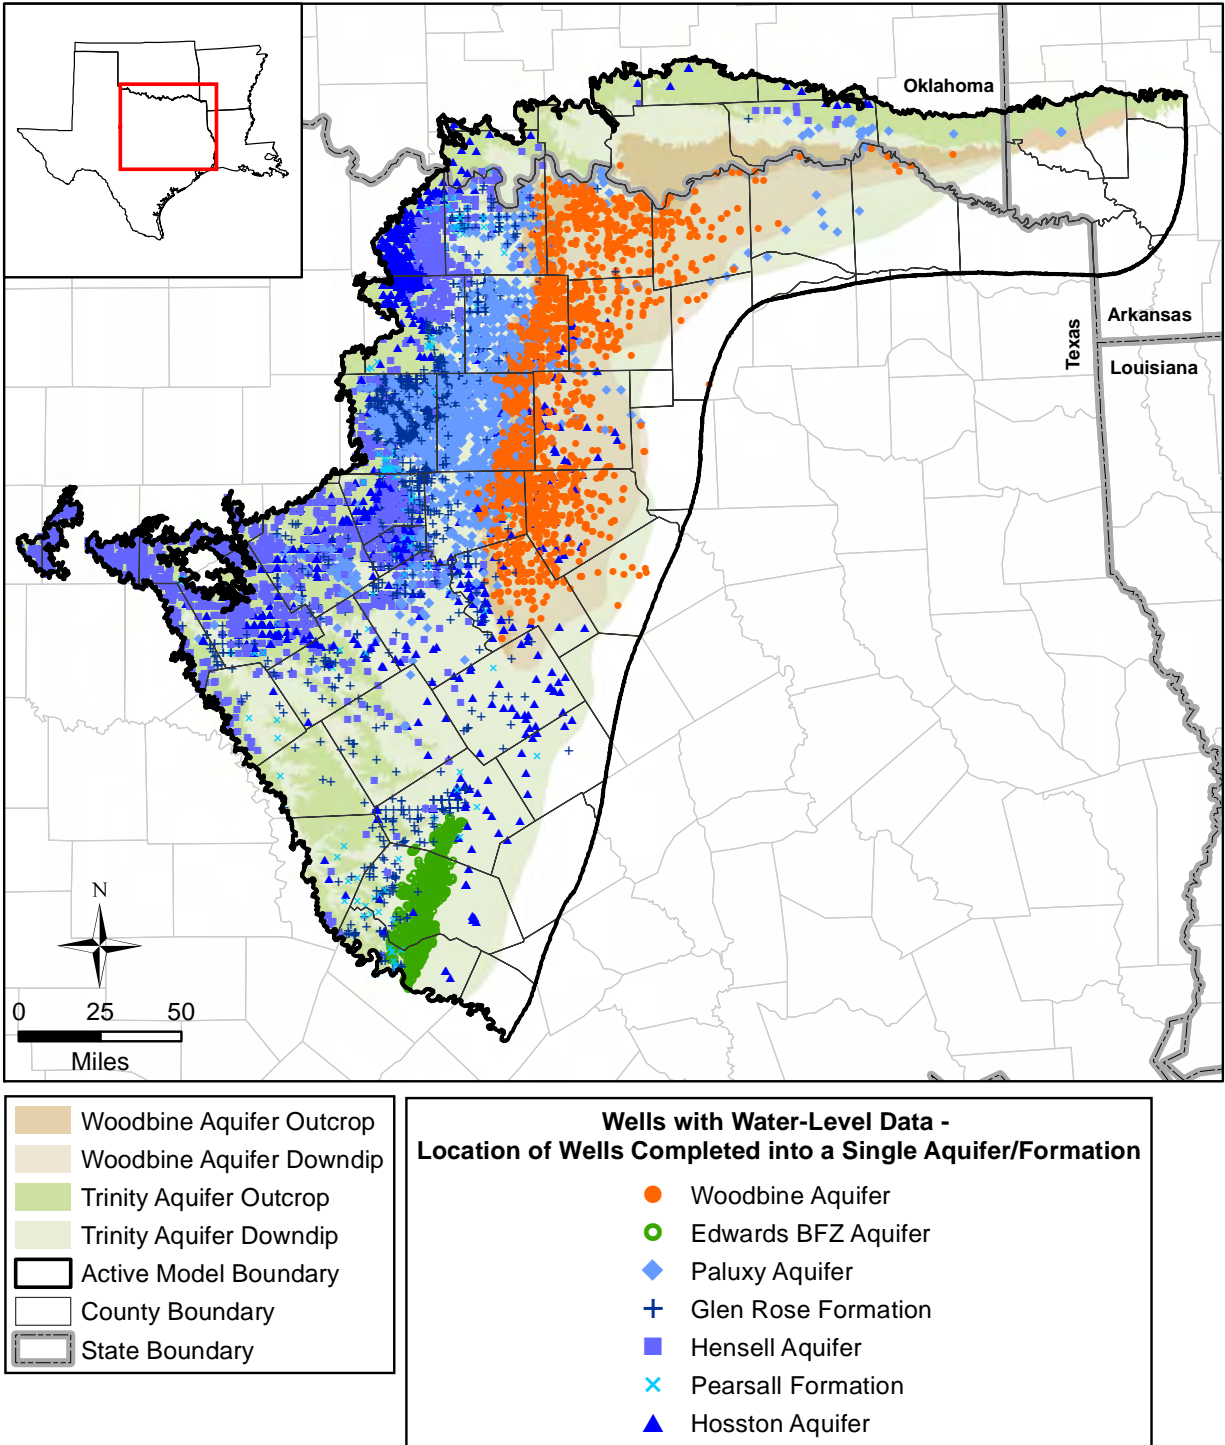 Oklahoma
Arkansas
Texas
Louisiana
N
0 25 50
Miles
Woodbine Aquifer Outcrop
Woodbine Aquifer Downdip
Trinity Aquifer Outcrop
Trinity Aquifer Downdip
Active Model Boundary
County Boundary
State Boundary
Wells with Water-Level Data -
Location of Wells Completed into a Single Aquifer/Formation
Woodbine Aquifer
Edwards BFZ Aquifer
Paluxy Aquifer
Glen Rose Formation
Hensell Aquifer
Pearsall Formation
Hosston Aquifer